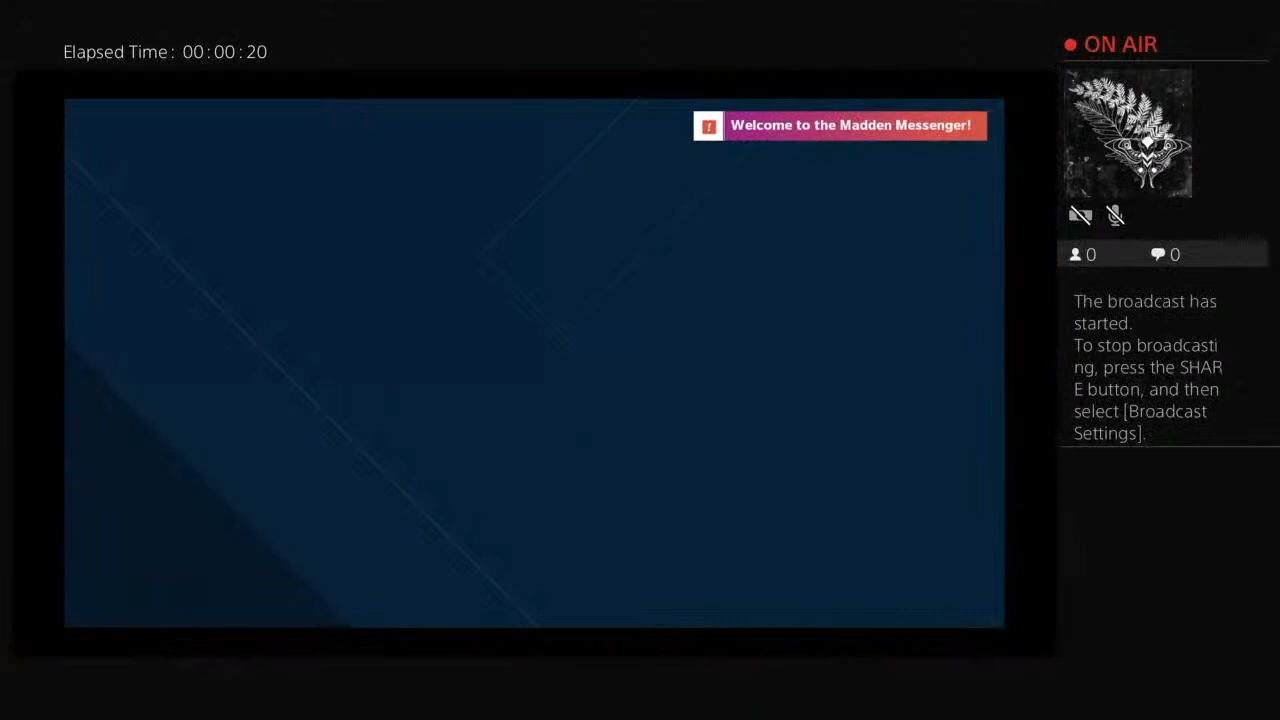 Elapsed Time: 00:00:20
ON AIR
! Welcome to the Madden Messenger!
0 0
The broadcast has
started.
To stop broadcasti
ng, press the SHAR
E button, and then
select [Broadcast
Settings].